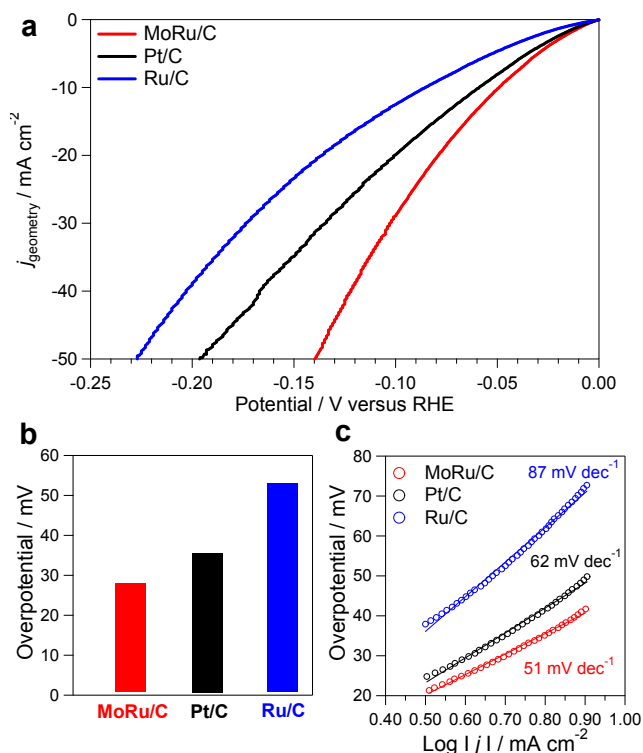 a
MoRu/C
Pt/C
Ru/C
0
-10
-20
-30
-40
-50
j geometry / mA cm-2
-0.25 -0.20 -0.15 -0.10 -0.05 0.00
Potential / V versus RHE
b
60
50
40
30
20
10
0
Overpotential / mV
MoRu/C Pt/C Ru/C
c
80
70
60
50
40
30
20
Overpotential / mV
MoRu/C
Pt/C
Ru/C
87 mV dec-1
62 mV dec-1
51 mV dec-1
0.40 0.50 0.60 0.70 0.80 0.90 1.00
Log I j I / mA cm-2